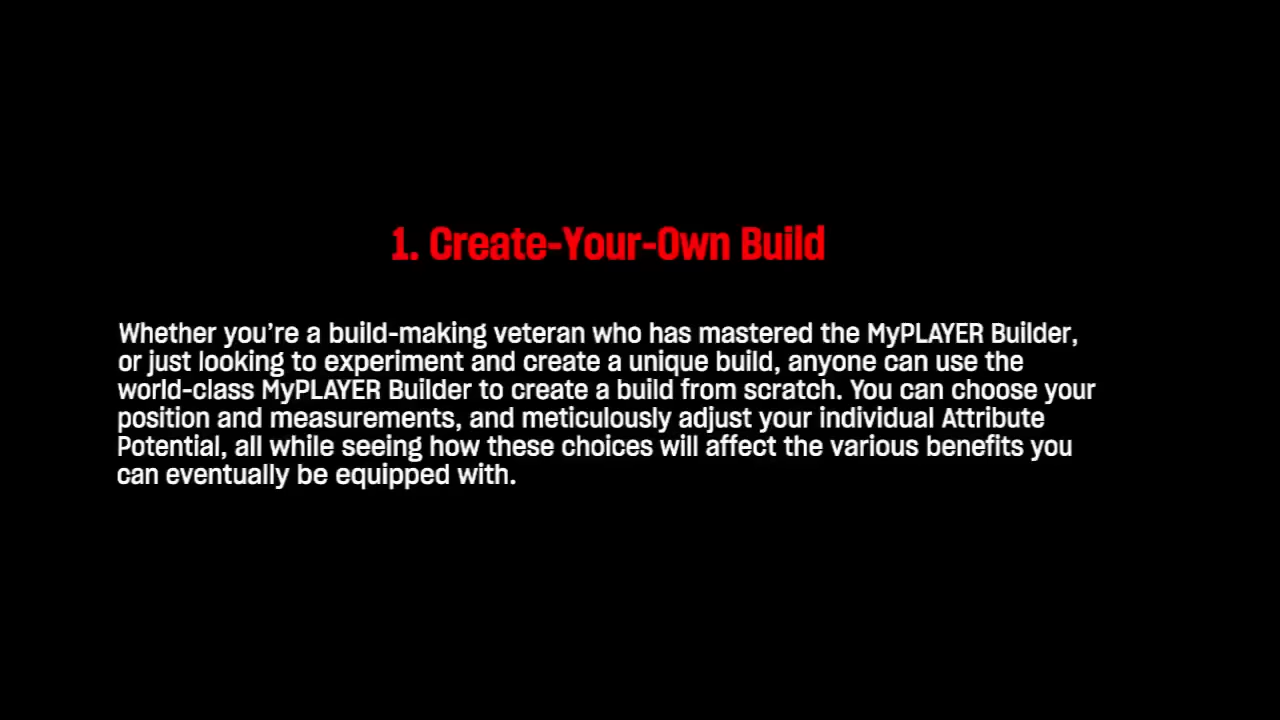 1. Create-Your-Own Build
Whether you’re a build-making veteran who has mastered the MyPLAYER Builder,
or just looking to experiment and create a unique build, anyone can use the
world-class MyPLAYER Builder to create a build from scratch. You can choose your
position and measurements, and meticulously adjust your individual Attribute
Potential, all while seeing how these choices will affect the various benefits you
can eventually be equipped with.